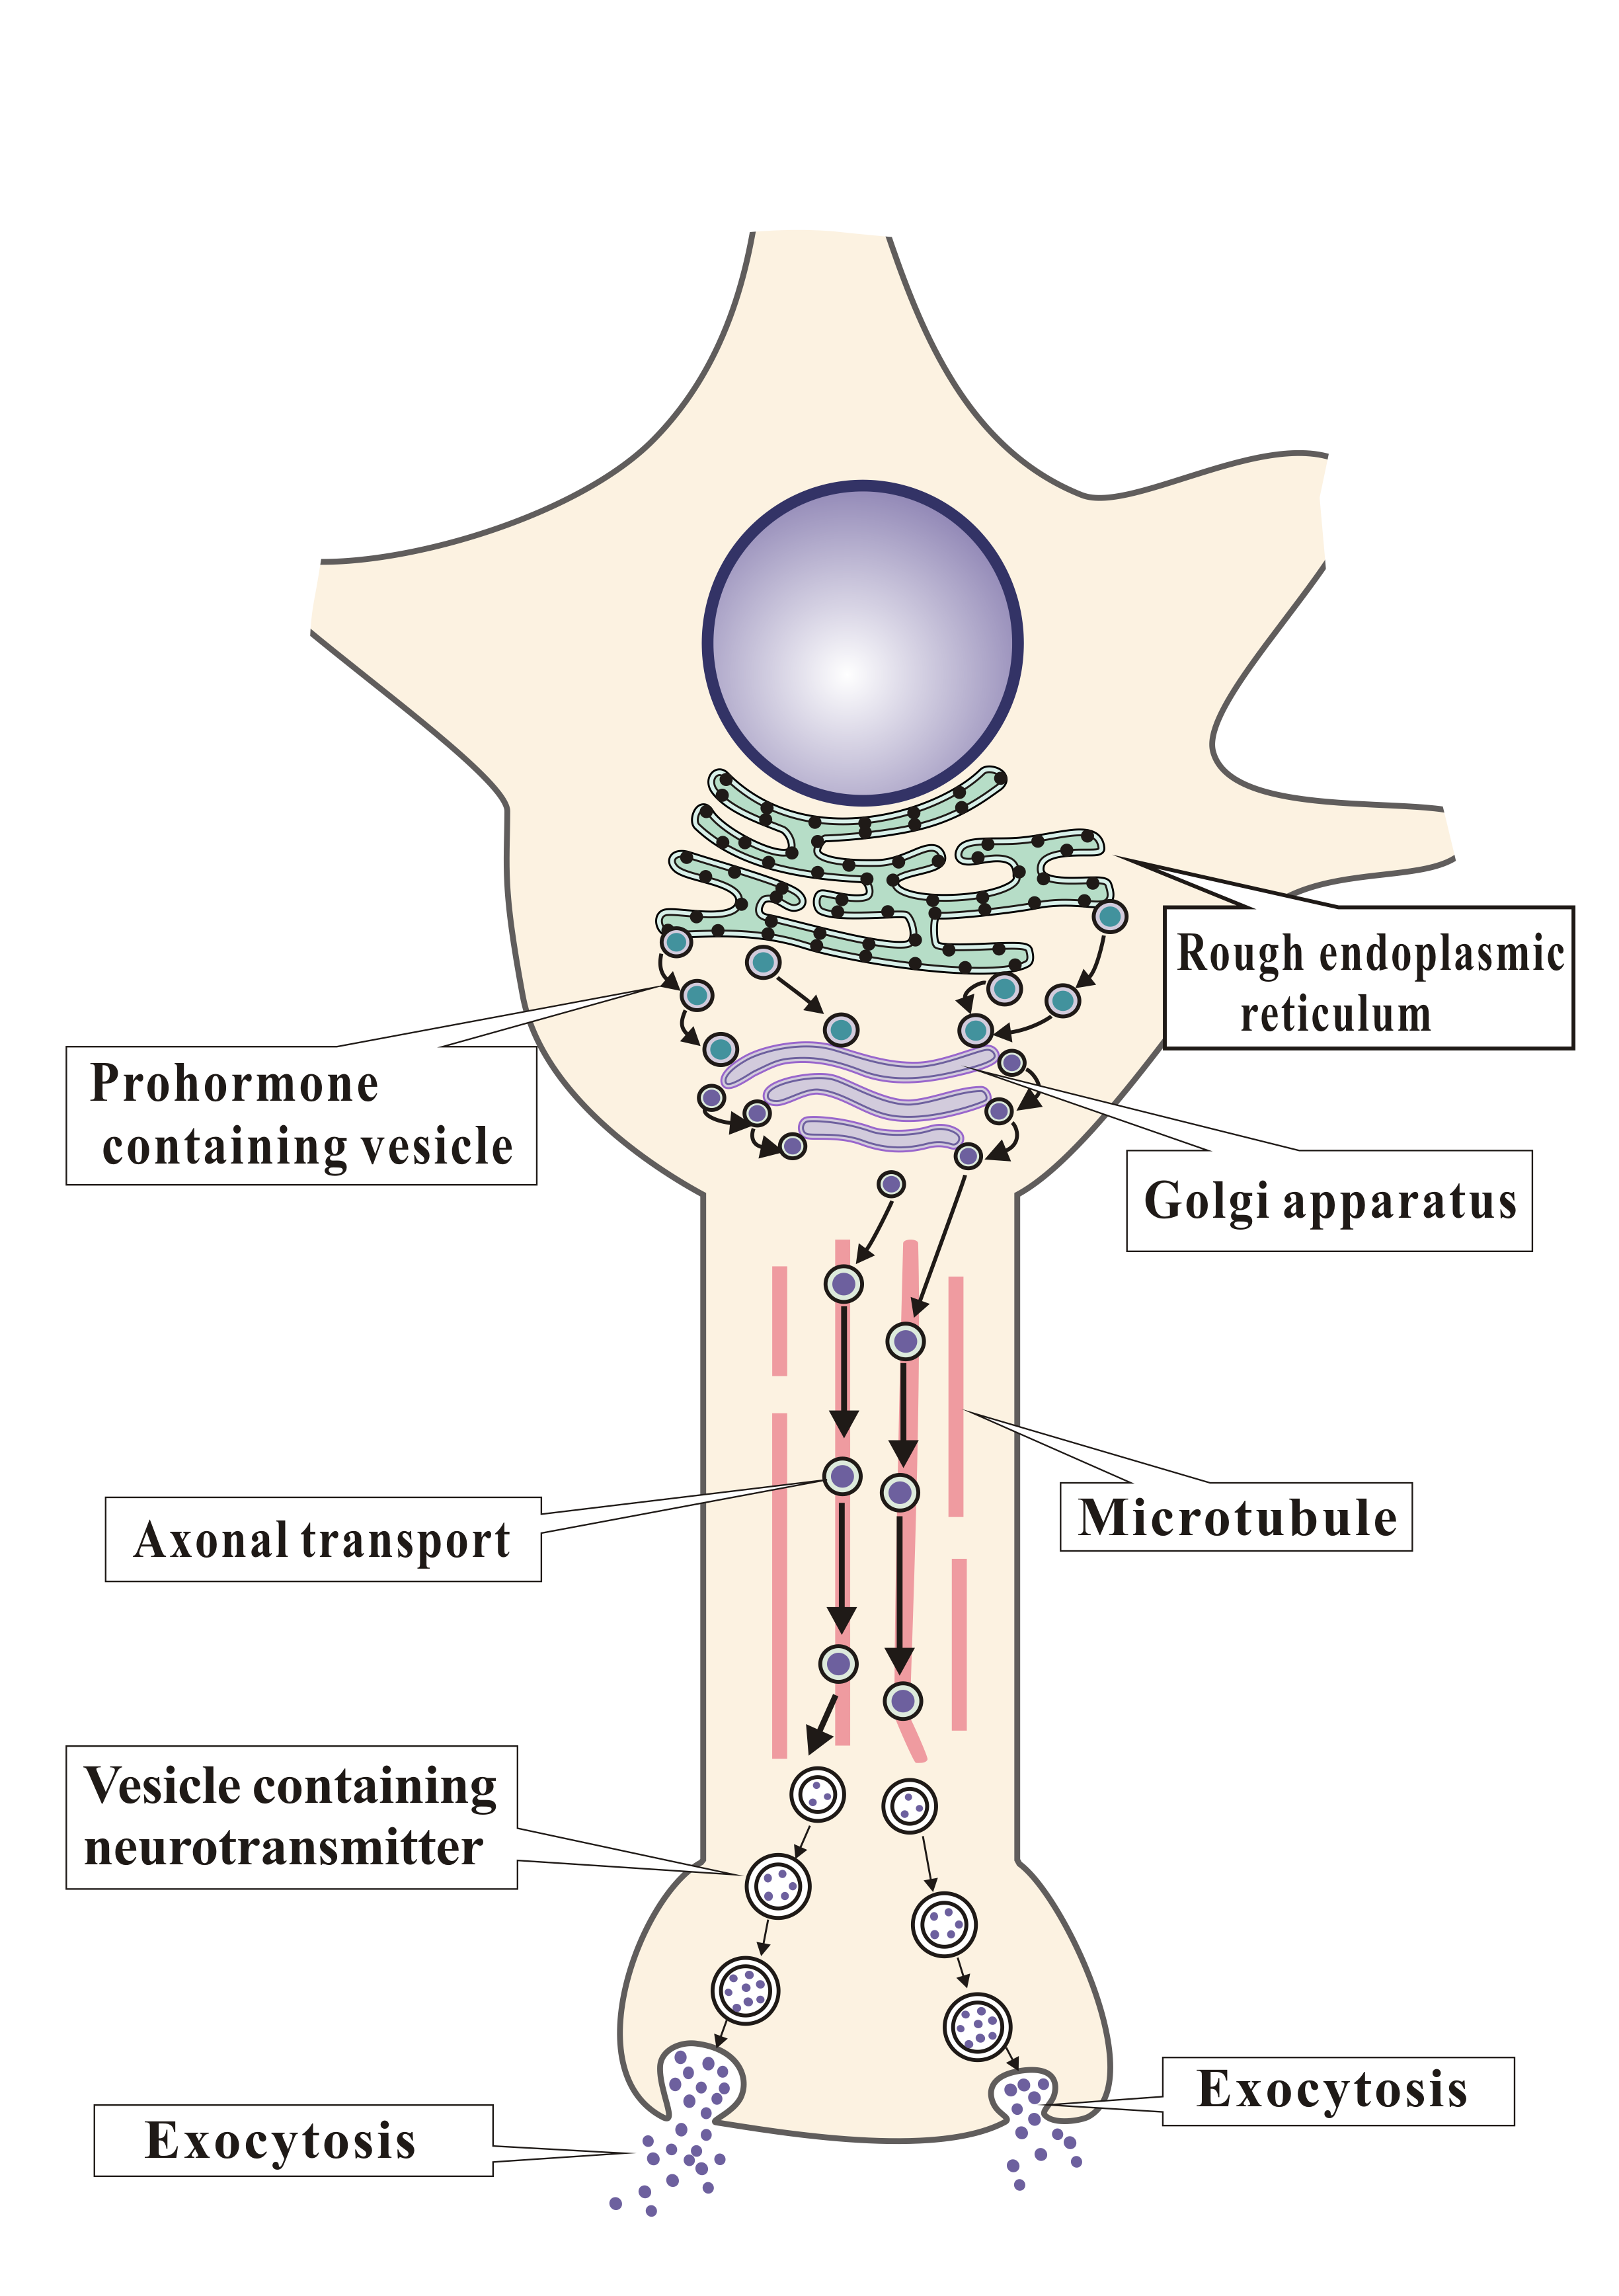 Rough endoplasmic
reticulum
Prohormone
containing vesicle
Golgi apparatus
Microtubule
Axonal transport
Vesicle containing
neurotransmitter
Exocytosis
Exocytosis